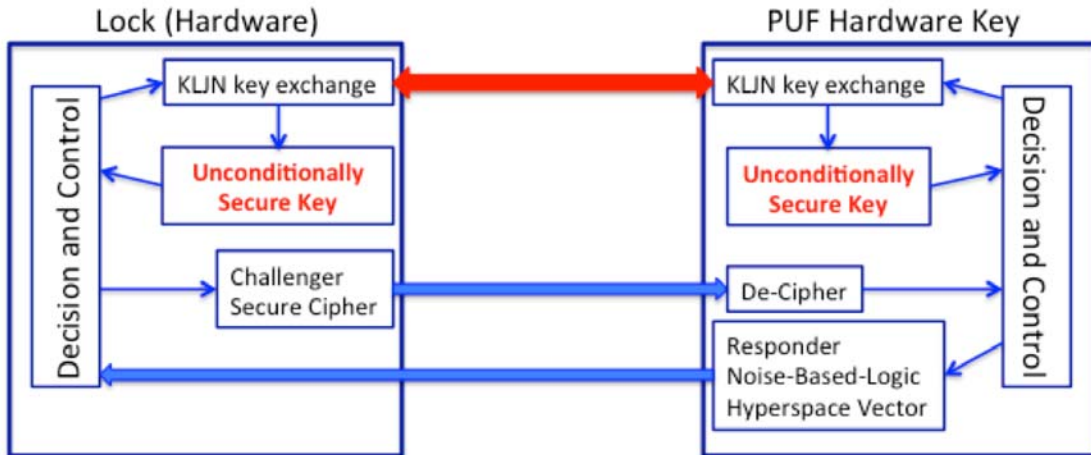 Lock (Hardware)
PUF Hardware Key
KLJN key exchange
Unconditionally
Secure Key
Decision and Control
Challenger
Secure Cipher
KLJN key exchange
Unconditionally
Secure Key
Decision and Control
De-Cipher
Responder
Noise-Based-Logic
Hyperspace Vector